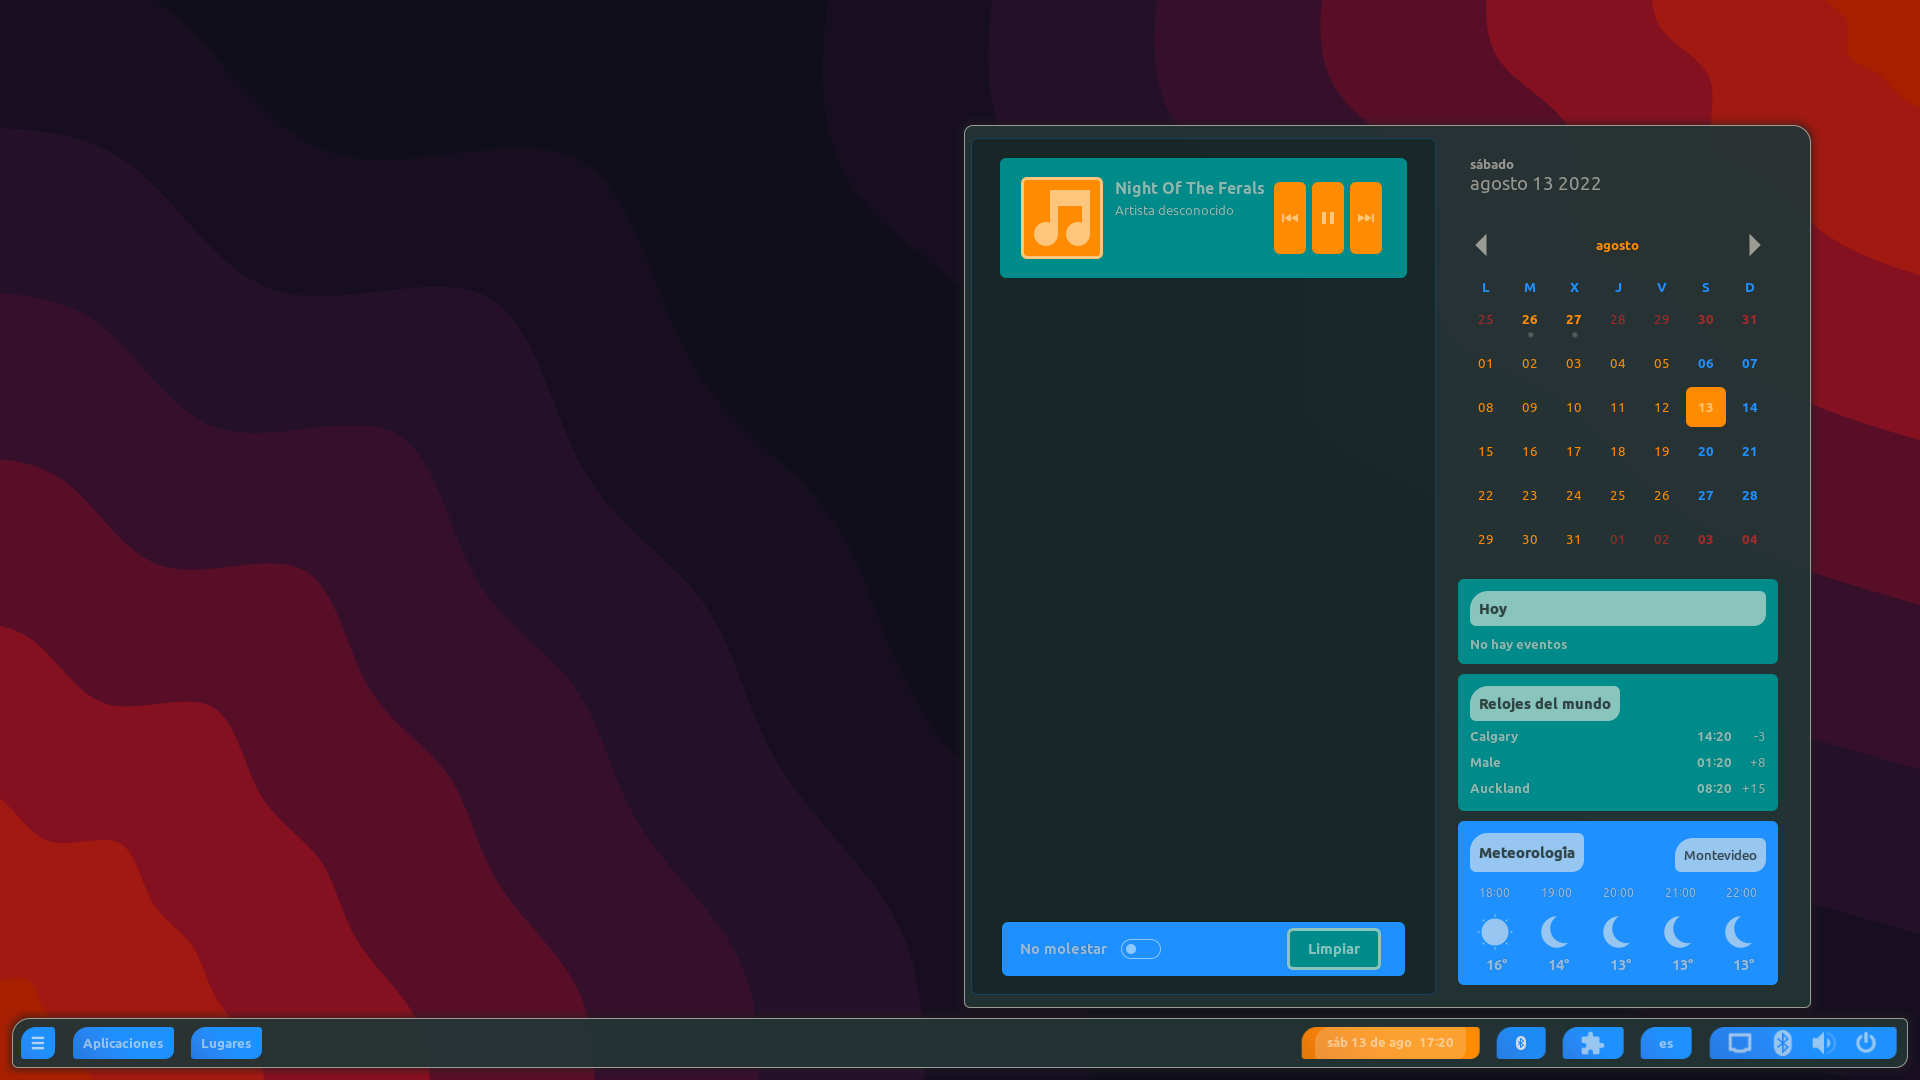 Night Of The Ferals
Artista desconocido
No molestar
Limpiar
sábado
agosto 13 2022
agosto
L M X J V S D
25 26 27 28 29 30 31
01 02 03 04 05 06 07
08 09 10 11 12 13 14
15 16 17 18 19 20 21
22 23 24 25 26 27 28
29 30 31 01 02 03 04
Hoy
No hay eventos
Relojes del mundo
Calgary 14:20 -3
Male 01:20 +8
Auckland 08:20 +15
Meteorología Montevideo
18:00 19:00 20:00 21:00 22:00
16° 14° 13° 13° 13°
Aplicaciones Lugares sáb 13 de ago 17:20 es